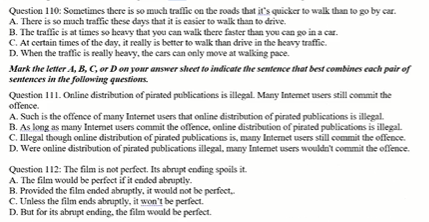 Question 110: Sometimes there is so much traffic on the roads that it's quicker to walk than to go by car.
A. There is so much traffic these days that it is easier to walk than to drive.
B. The traffic is at times so heavy that you can walk there faster than you can go in a car.
C. At certain times of the day, it really is better to walk than drive in the heavy traffic.
D. When the traffic is really heavy, the cars can only move at walking pace.
Mark the letter A, B, C, or D on your answer sheet to indicate the sentence that best combines each pair of
sentences in the following questions.
Question 111. Online distribution of pirated publications is illegal. Many Internet users still commit the
offence.
A. Such is the offence of many Internet users that online distribution of pirated publications is illegal.
B. As long as many Internet users commit the offence, online distribution of pirated publications is illegal.
C. Illegal though online distribution of pirated publications is, many Internet users still commit the offence.
D. Were online distribution of pirated publications illegal, many Internet users wouldn't commit the offence.
Question 112: The film is not perfect. Its abrupt ending spoils it.
A. The film would be perfect if it ended abruptly.
B. Provided the film ended abruptly, it would not be perfect,.
C. Unless the film ends abruptly, it won't be perfect.
D. But for its abrupt ending, the film would be perfect.